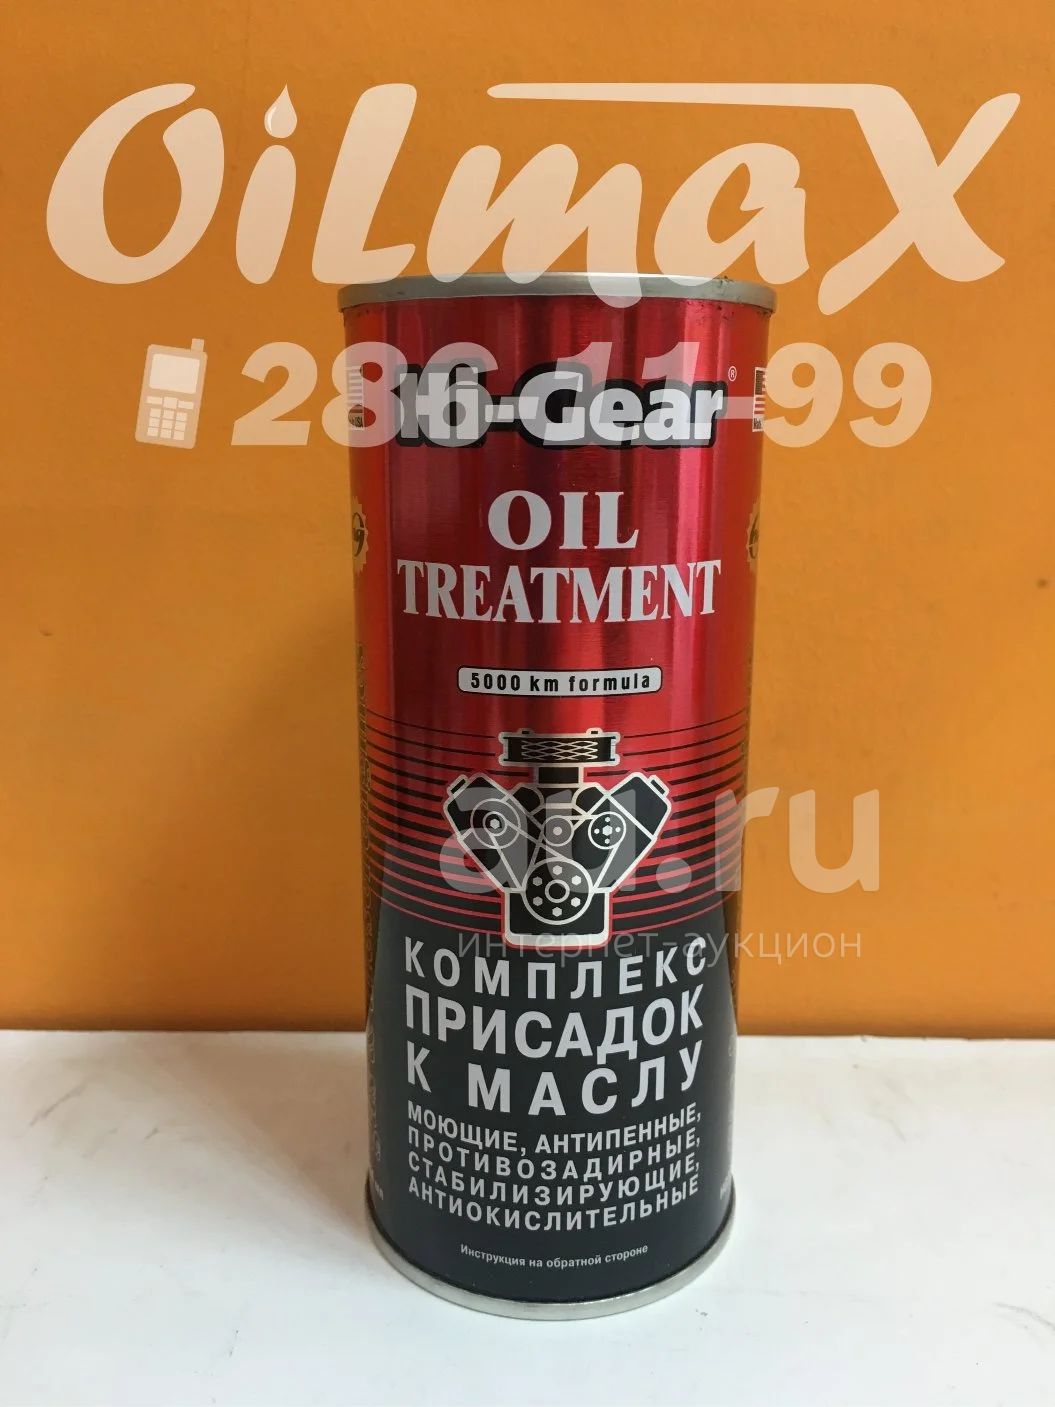 OiLmaX
286-11-99
Hi-Gear®
OIL
TREATMENT
5000 km formula
au.ru
интернет-аукцион
КОМПЛЕКС
ПРИСАДОК
К МАСЛУ
МОЮЩИЕ, АНТИПЕННЫЕ,
ПРОТИВОЗАДИРНЫЕ,
СТАБИЛИЗИРУЮЩИЕ,
АНТИОКИСЛИТЕЛЬНЫЕ
Инструкция на обратной стороне